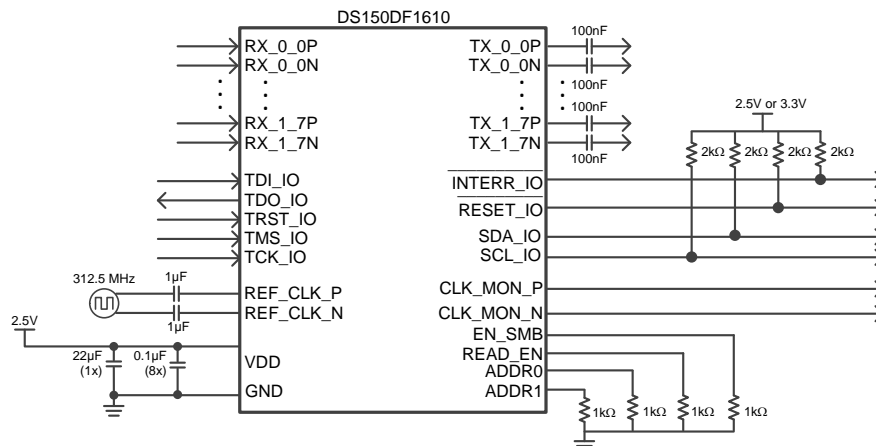 DS150DF1610
RX_0_0P
RX_0_0N
RX_1_7P
RX_1_7N
TDI_IO
TDO_IO
TRST_IO
TMS_IO
TCK_IO
312.5 MHz
1μF
1μF
REF_CLK_P
REF_CLK_N
2.5V
22μF
(1x)
0.1μF
(8x)
VDD
GND
TX_0_0P
TX_0_0N
TX_1_7P
TX_1_7N
100nF
100nF
100nF
100nF
2.5V or 3.3V
2kΩ
2kΩ
2kΩ
2kΩ
INTERR_IO
RESET_IO
SDA_IO
SCL_IO
CLK_MON_P
CLK_MON_N
EN_SMB
READ_EN
ADDR0
ADDR1
1kΩ
1kΩ
1kΩ
1kΩ